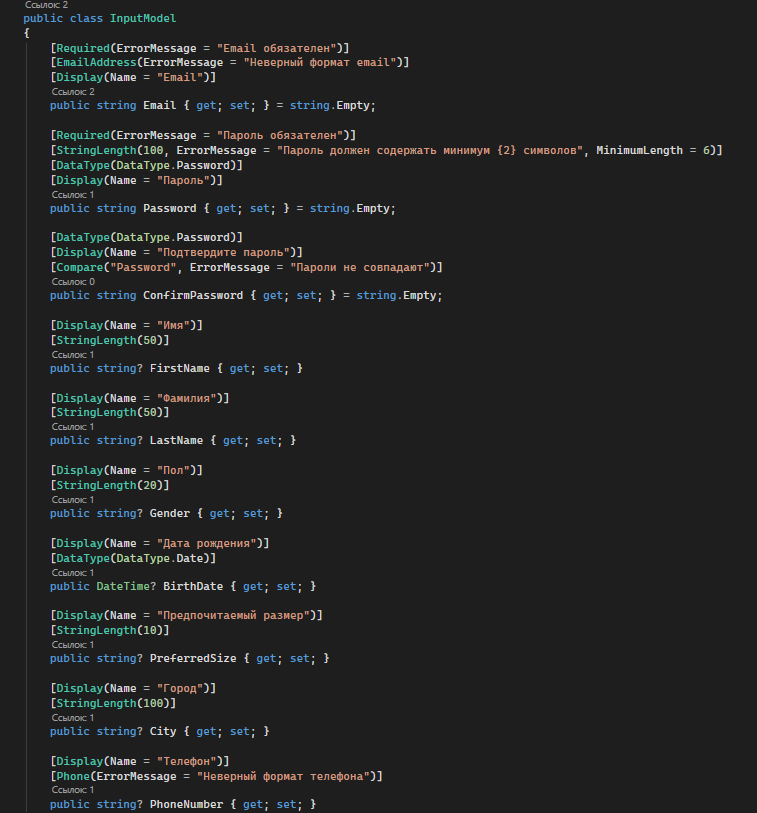 Ссылок: 2
public class InputModel
{
[Required(ErrorMessage = "Email обязателен")]
[EmailAddress(ErrorMessage = "Неверный формат email")]
[Display(Name = "Email")]
Ссылок: 2
public string Email { get; set; } = string.Empty;
[Required(ErrorMessage = "Пароль обязателен")]
[StringLength(100, ErrorMessage = "Пароль должен содержать минимум {2} символов", MinimumLength = 6)]
[DataType(DataType.Password)]
[Display(Name = "Пароль")]
Ссылок: 1
public string Password { get; set; } = string.Empty;
[DataType(DataType.Password)]
[Display(Name = "Подтвердите пароль")]
[Compare("Password", ErrorMessage = "Пароли не совпадают")]
Ссылок: 0
public string ConfirmPassword { get; set; } = string.Empty;
[Display(Name = "Имя")]
[StringLength(50)]
Ссылок: 1
public string? FirstName { get; set; }
[Display(Name = "Фамилия")]
[StringLength(50)]
Ссылок: 1
public string? LastName { get; set; }
[Display(Name = "Пол")]
[StringLength(20)]
Ссылок: 1
public string? Gender { get; set; }
[Display(Name = "Дата рождения")]
[DataType(DataType.Date)]
Ссылок: 1
public DateTime? BirthDate { get; set; }
[Display(Name = "Предпочитаемый размер")]
[StringLength(10)]
Ссылок: 1
public string? PreferredSize { get; set; }
[Display(Name = "Город")]
[StringLength(100)]
Ссылок: 1
public string? City { get; set; }
[Display(Name = "Телефон")]
[Phone(ErrorMessage = "Неверный формат телефона")]
Ссылок: 1
public string? PhoneNumber { get; set; }